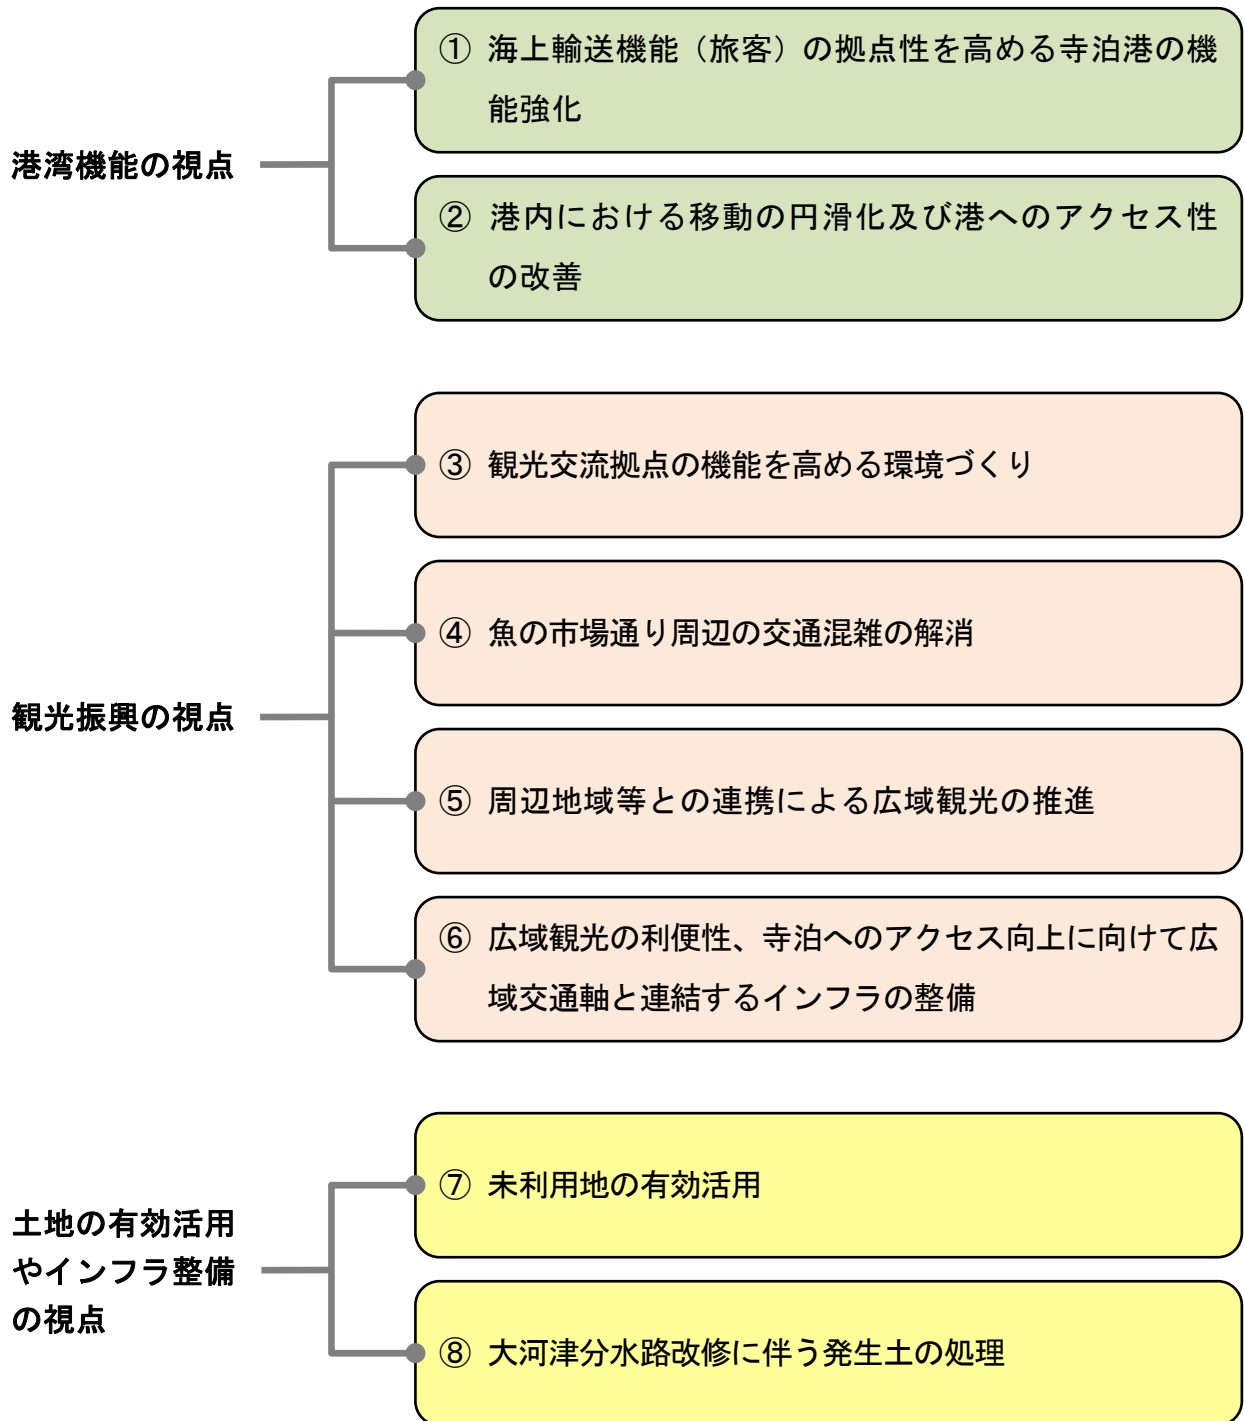 港湾機能の視点
① 海上輸送機能（旅客）の拠点性を高める寺泊港の機
能強化
② 港内における移動の円滑化及び港へのアクセス性
の改善
観光振興の視点
③ 観光交流拠点の機能を高める環境づくり
④ 魚の市場通り周辺の交通混雑の解消
⑤ 周辺地域等との連携による広域観光の推進
⑥ 広域観光の利便性、寺泊へのアクセス向上に向けて広
域交通軸と連結するインフラの整備
土地の有効活用
やインフラ整備
の視点
⑦ 未利用地の有効活用
⑧ 大河津分水路改修に伴う発生土の処理